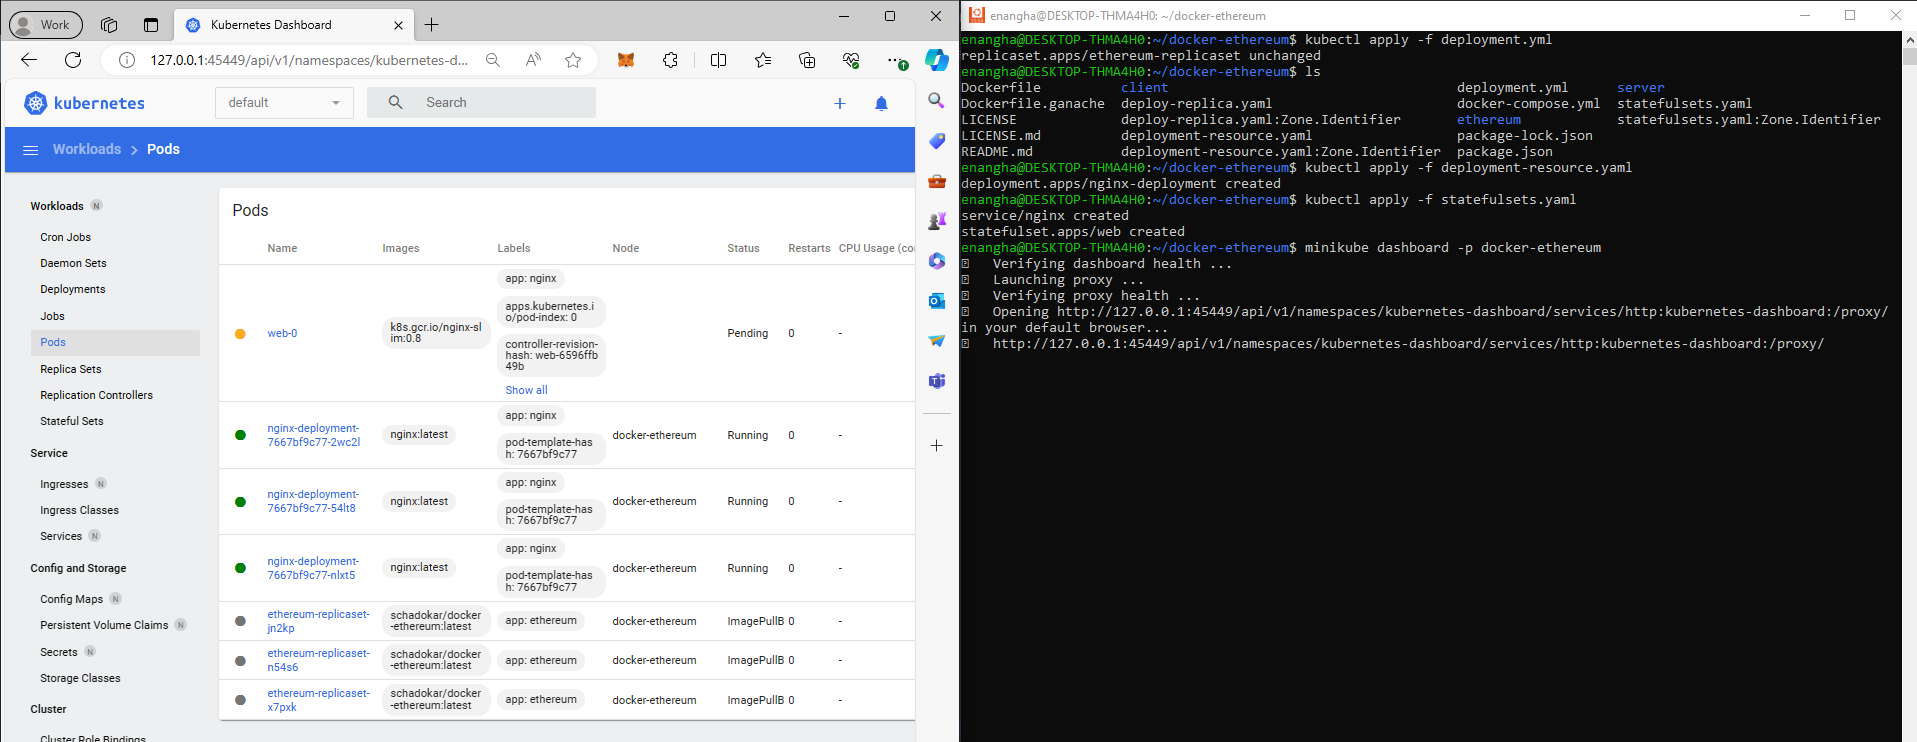 Work
Kubernetes Dashboard
127.0.0.1:45449/api/v1/namespaces/kubernetes-d...
kubernetes
default
Search
Workloads > Pods
Workloads N
Cron Jobs
Daemon Sets
Deployments
Jobs
Pods
Replica Sets
Replication Controllers
Stateful Sets
Service
Ingresses N
Ingress Classes
Services N
Config and Storage
Config Maps N
Persistent Volume Claims N
Secrets N
Storage Classes
Cluster
Cluster Role Bindings
Pods
Name Images Labels Node Status Restarts CPU Usage (co
web-0
k8s.gcr.io/nginx-sl
im:0.8
app: nginx
apps.kubernetes.i
o/pod-index: 0
controller-revision-
hash: web-6596ffb
49b
Show all
Pending 0 -
nginx-deployment-
7667bf9c77-2wc2l
nginx:latest
app: nginx
pod-template-has
h: 7667bf9c77
docker-ethereum Running 0 -
nginx-deployment-
7667bf9c77-54lt8
nginx:latest
app: nginx
pod-template-has
h: 7667bf9c77
docker-ethereum Running 0 -
nginx-deployment-
7667bf9c77-nlxt5
nginx:latest
app: nginx
pod-template-has
h: 7667bf9c77
docker-ethereum Running 0 -
ethereum-replicaset-
jn2kp
schadokar/docker
-ethereum:latest
app: ethereum
docker-ethereum ImagePullB 0 -
ethereum-replicaset-
n54s6
schadokar/docker
-ethereum:latest
app: ethereum
docker-ethereum ImagePullB 0 -
ethereum-replicaset-
x7pxk
schadokar/docker
-ethereum:latest
app: ethereum
docker-ethereum ImagePullB 0 -
enangha@DESKTOP-THMA4H0: ~/docker-ethereum
enangha@DESKTOP-THMA4H0:~/docker-ethereum$ kubectl apply -f deployment.yml
replicaset.apps/ethereum-replicaset unchanged
enangha@DESKTOP-THMA4H0:~/docker-ethereum$ ls
Dockerfile client deployment.yml server
Dockerfile.ganache deploy-replica.yaml docker-compose.yml statefulsets.yaml
LICENSE deploy-replica.yaml:Zone.Identifier ethereum statefulsets.yaml:Zone.Identifier
LICENSE.md deployment-resource.yaml package-lock.json
README.md deployment-resource.yaml:Zone.Identifier package.json
enangha@DESKTOP-THMA4H0:~/docker-ethereum$ kubectl apply -f deployment-resource.yaml
deployment.apps/nginx-deployment created
enangha@DESKTOP-THMA4H0:~/docker-ethereum$ kubectl apply -f statefulsets.yaml
service/nginx created
statefulset.apps/web created
enangha@DESKTOP-THMA4H0:~/docker-ethereum$ minikube dashboard -p docker-ethereum
Verifying dashboard health ...
Launching proxy ...
Verifying proxy health ...
Opening http://127.0.0.1:45449/api/v1/namespaces/kubernetes-dashboard/services/http:kubernetes-dashboard:/proxy/
in your default browser...
http://127.0.0.1:45449/api/v1/namespaces/kubernetes-dashboard/services/http:kubernetes-dashboard:/proxy/